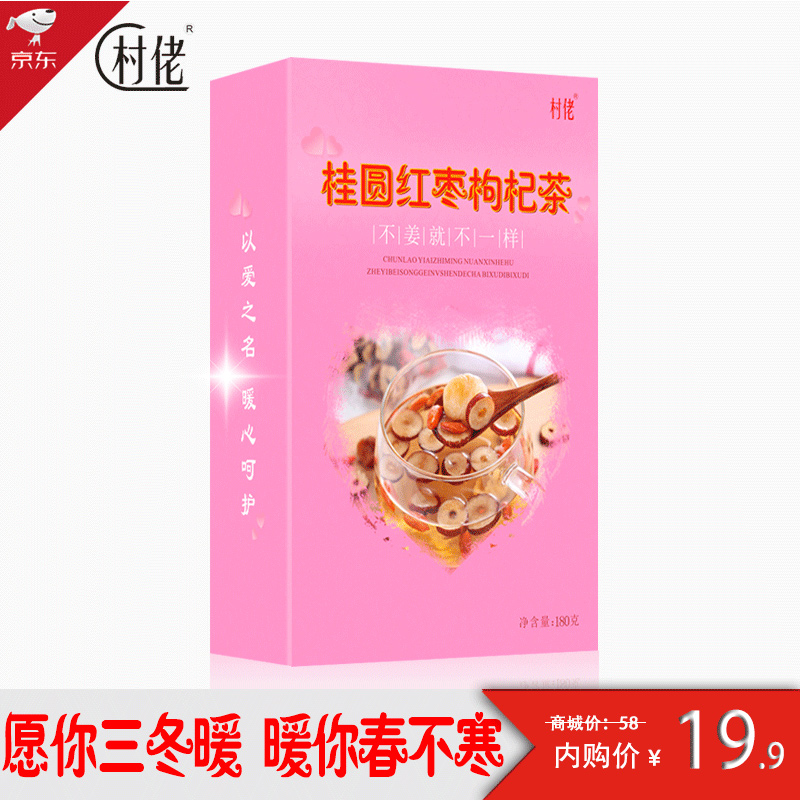 京东
村佬®
村佬®
桂圆红枣枸杞茶
|不|姜|就|不|一|样|
CHUNLAO YIAIZHIMING NUANXINHEHU
ZHEYIBEISONGGEINVSHENDECHA BIXUDIBIXUDI
以爱之名 暖心呵护
净含量:180克
愿你三冬暖 暖你春不寒
商城价：58
内购价￥19.9